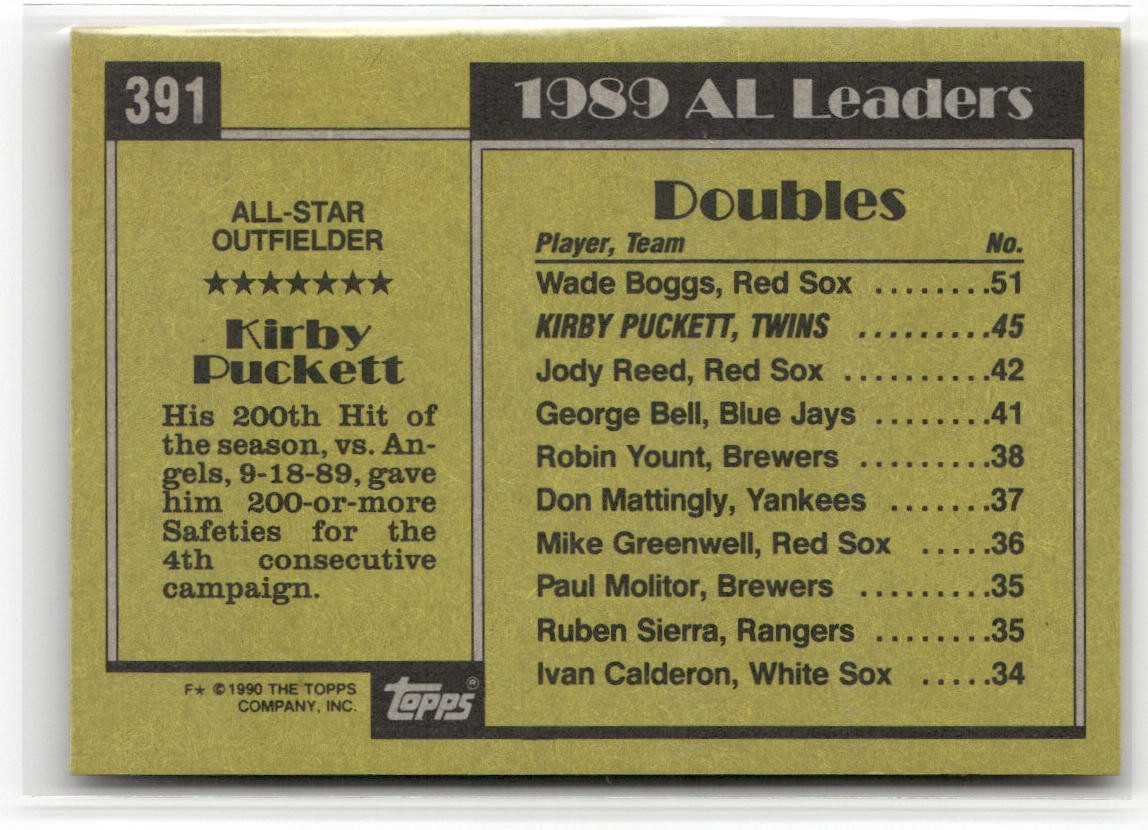 391
1989 AL Leaders
ALL-STAR
OUTFIELDER
★★★★★★★
Kirby
Puckett
His 200th Hit of
the season, vs. An-
gels, 9-18-89, gave
him 200-or-more
Safeties for the
4th consecutive
campaign.
Doubles
Player, Team No.
Wade Boggs, Red Sox ........51
KIRBY PUCKETT, TWINS .........45
Jody Reed, Red Sox ..........42
George Bell, Blue Jays ........41
Robin Yount, Brewers .........38
Don Mattingly, Yankees .......37
Mike Greenwell, Red Sox .....36
Paul Molitor, Brewers .........35
Ruben Sierra, Rangers ........35
Ivan Calderon, White Sox .....34
F★ ©1990 THE TOPPS
COMPANY, INC.
topps®